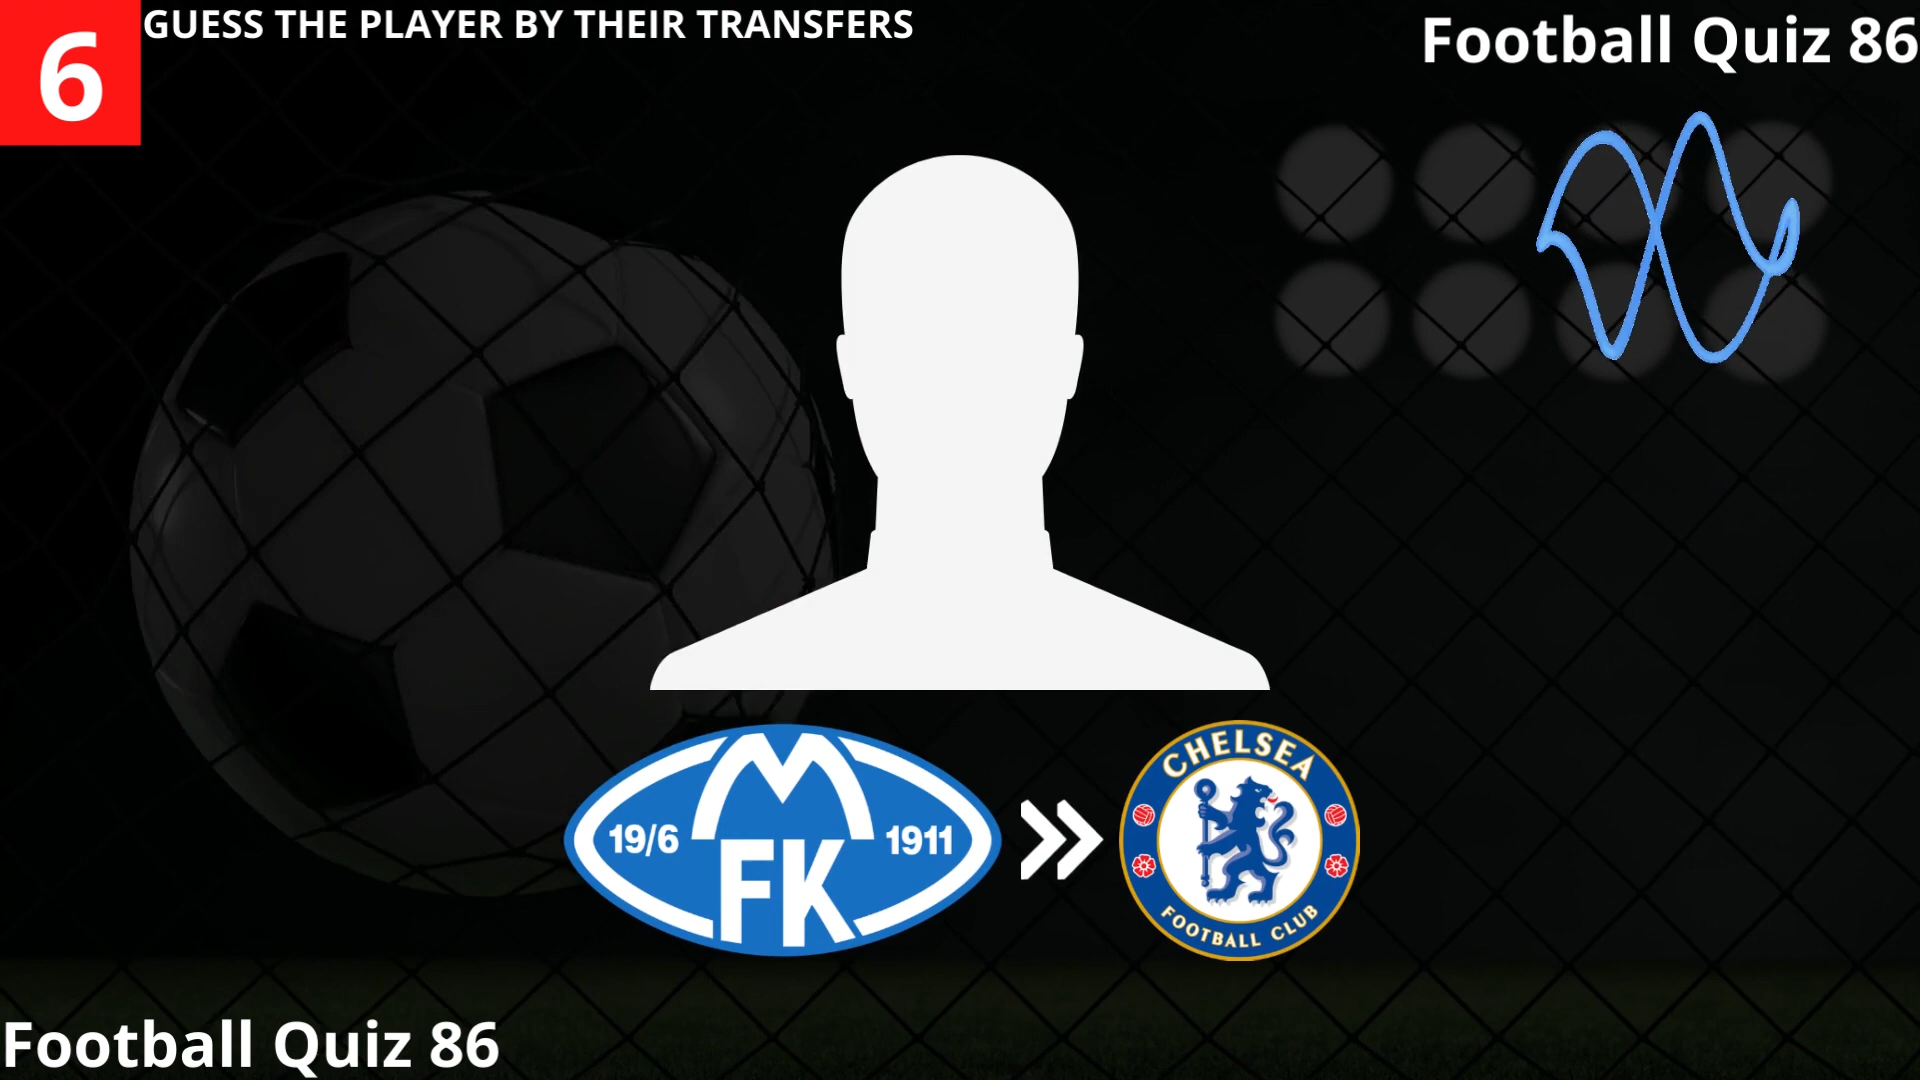 6
GUESS THE PLAYER BY THEIR TRANSFERS
Football Quiz 86
19/6
M
FK
1911
CHELSEA
FOOTBALL CLUB
Football Quiz 86